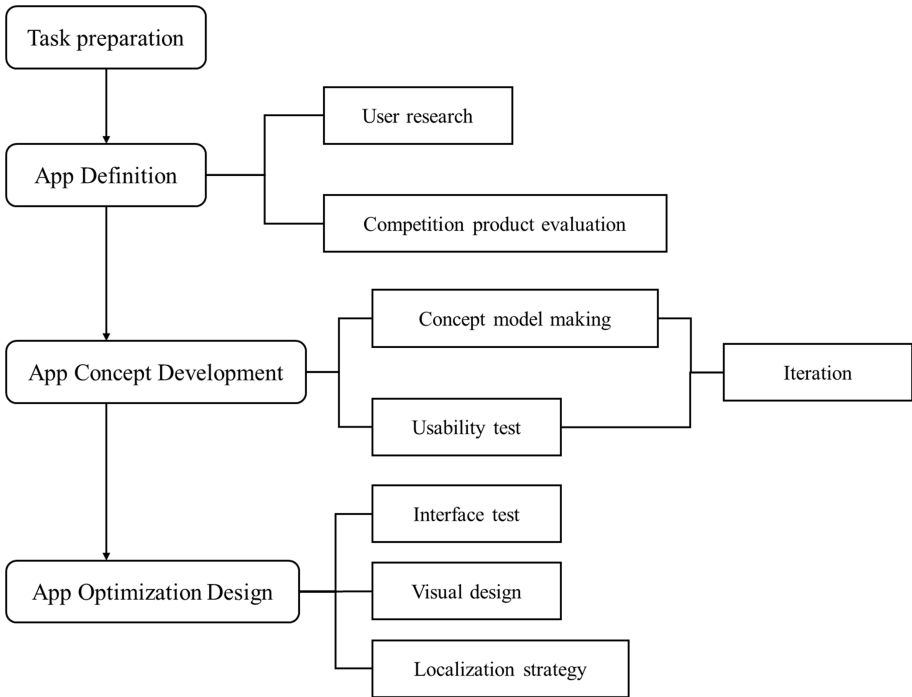 Task preparation
User research
App Definition
Competition product evaluation
Concept model making
App Concept Development
Iteration
Usability test
Interface test
App Optimization Design
Visual design
Localization strategy